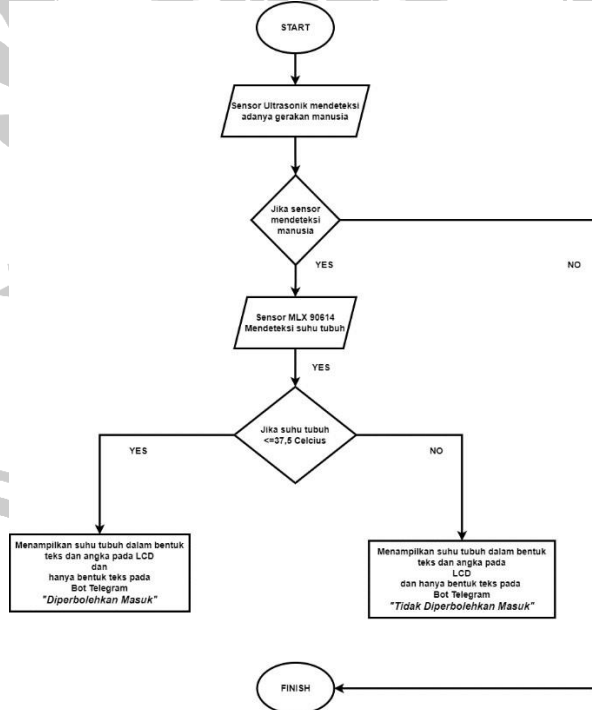 START
Sensor Ultrasonik mendeteksi
adanya gerakan manusia
Jika sensor
mendeteksi
manusia
YES
NO
Sensor MLX 90614
Mendeteksi suhu tubuh
YES
Jika suhu tubuh
<=37,5 Celcius
YES
NO
Menampilkan suhu tubuh dalam bentuk
teks dan angka pada LCD
dan
hanya bentuk teks pada
Bot Telegram
"Diperbolehkan Masuk"
Menampilkan suhu tubuh dalam bentuk
teks dan angka pada
LCD
dan hanya bentuk teks pada
Bot Telegram
"Tidak Diperbolehkan Masuk"
FINISH